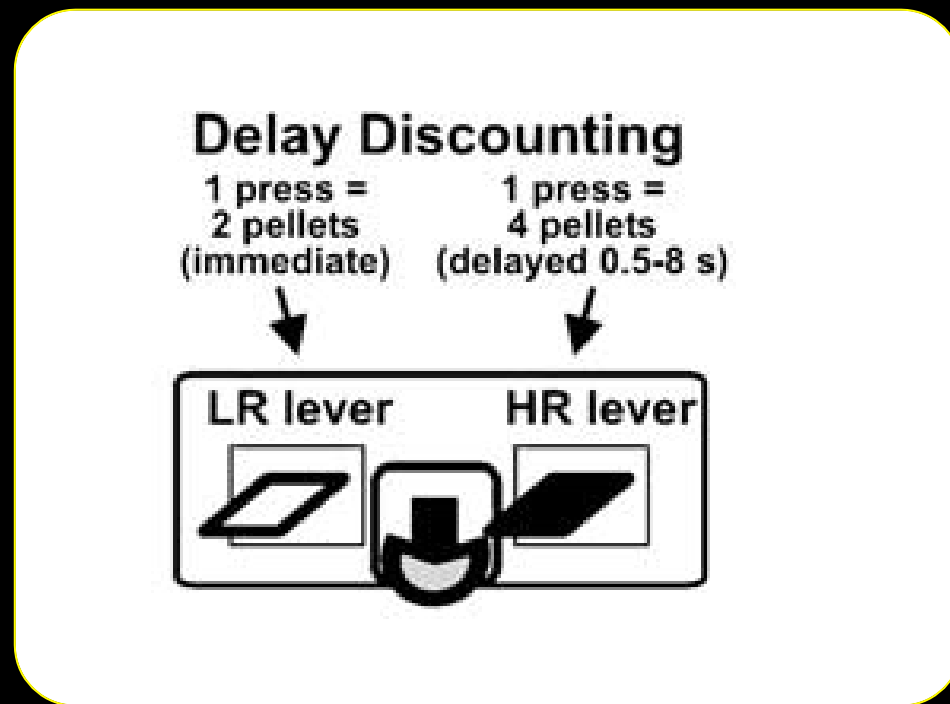 Delay Discounting
1 press =
2 pellets
(immediate)
1 press =
4 pellets
(delayed 0.5-8 s)
LR lever
HR lever